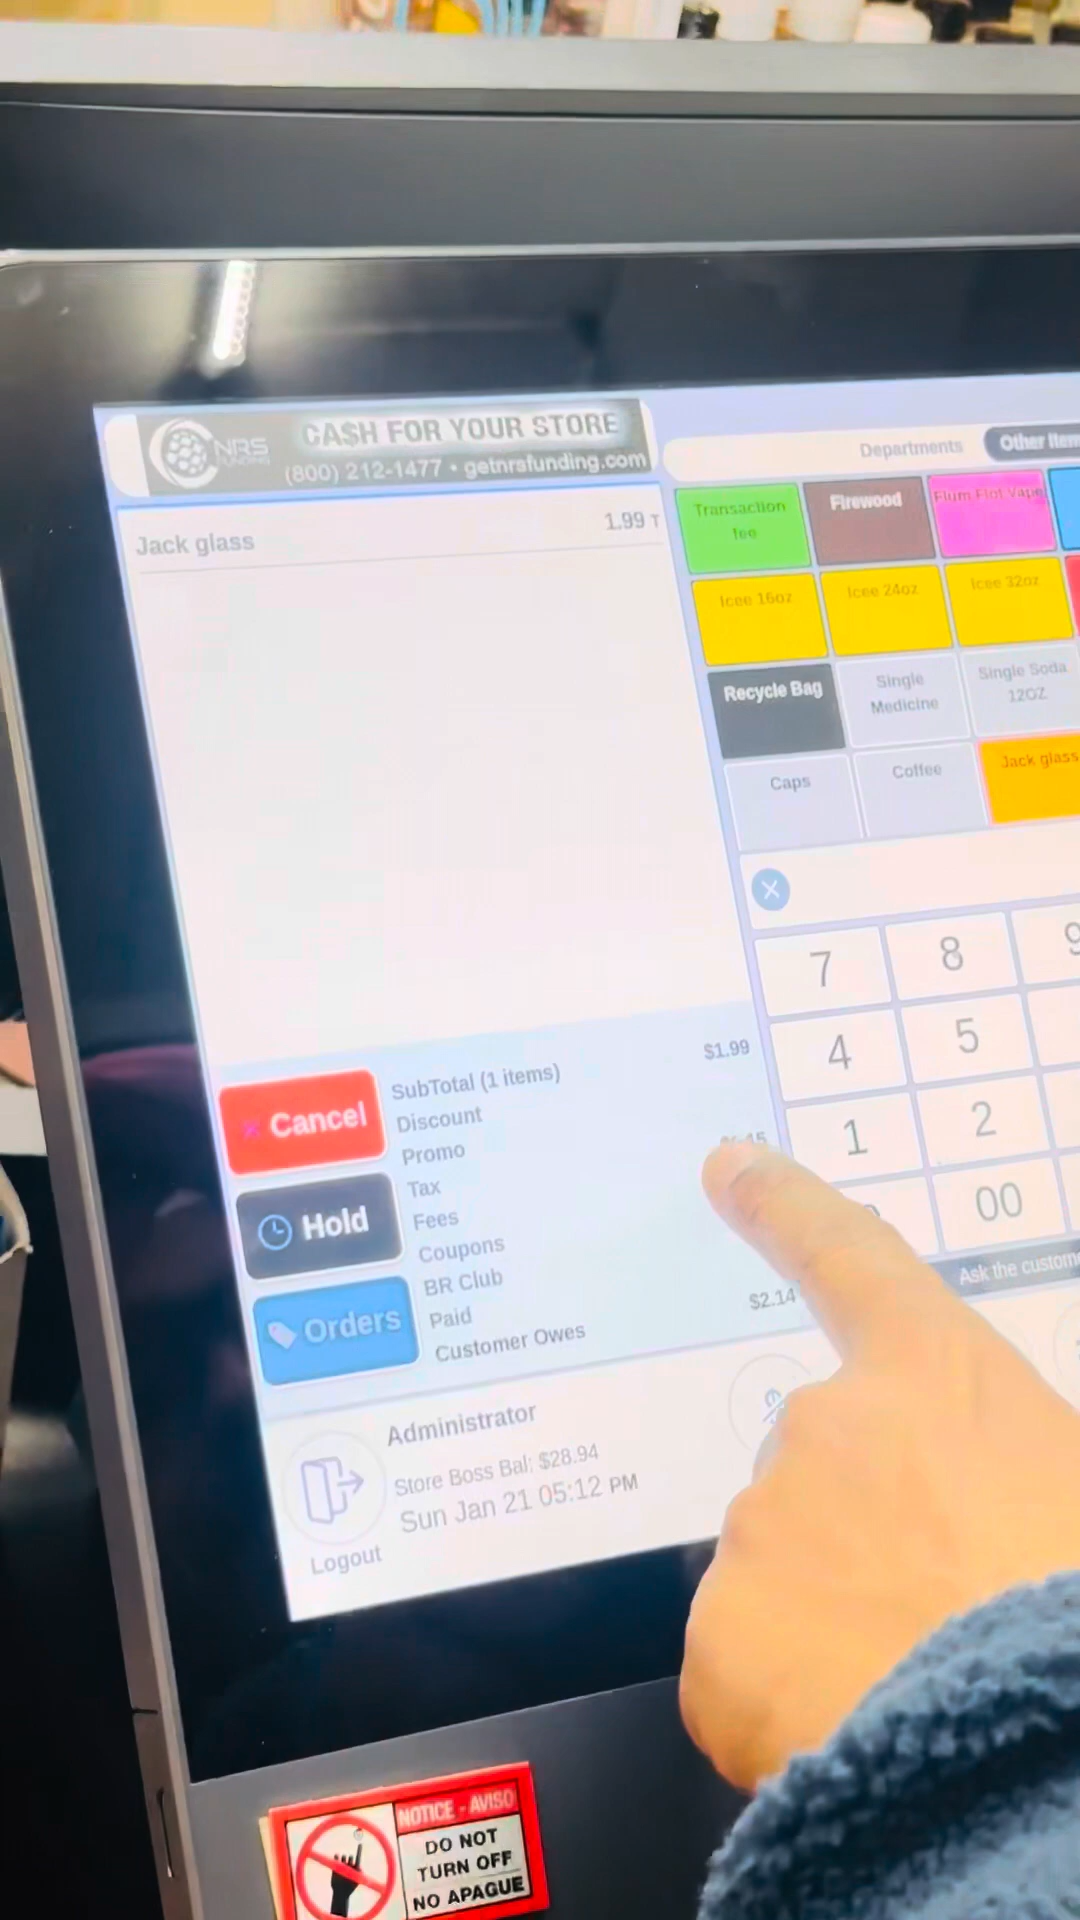 CA$H FOR YOUR STORE
NRS
FUNDING
(800) 212-1477 • getnrsfunding.com
Jack glass 1.99 T
Departments
Other Item
Transaction
fee
Firewood
Flum Flot Vape
Icee 16oz
Icee 24oz
Icee 32oz
Recycle Bag
Single
Medicine
Single Soda
12OZ
Caps
Coffee
Jack glass
7 8 9
4 5
1 2
00
Ask the custom
Cancel
Hold
Orders
SubTotal (1 items) $1.99
Discount
Promo
Tax
Fees
Coupons
BR Club
Paid
Customer Owes $2.14
Administrator
Store Boss Bal: $28.94
Sun Jan 21 05:12 PM
Logout
NOTICE - AVISO
DO NOT
TURN OFF
NO APAGUE